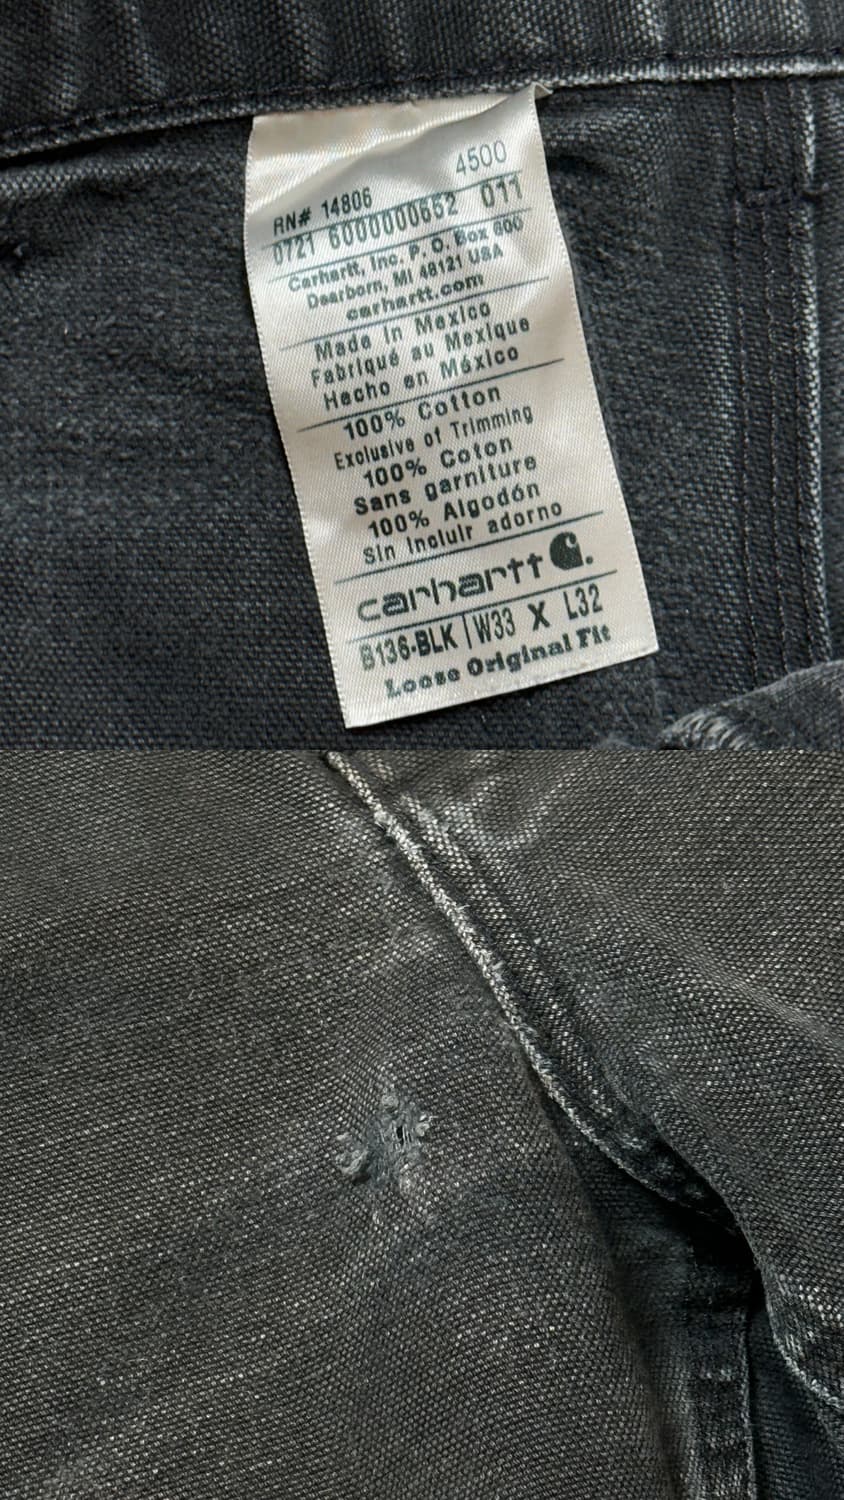 4500
RN# 14806
0721 6000000652 011
Carhartt, Inc. P. O. Box 600
Dearborn, MI 48121 USA
carhartt.com
Made In Mexico
Fabriqué au Mexique
Hecho en México
100% Cotton
Exclusive of Trimming
100% Coton
Sans garniture
100% Algodón
Sin incluir adorno
carhartt
B136-BLK | W33 X L32
Loose Original Fit